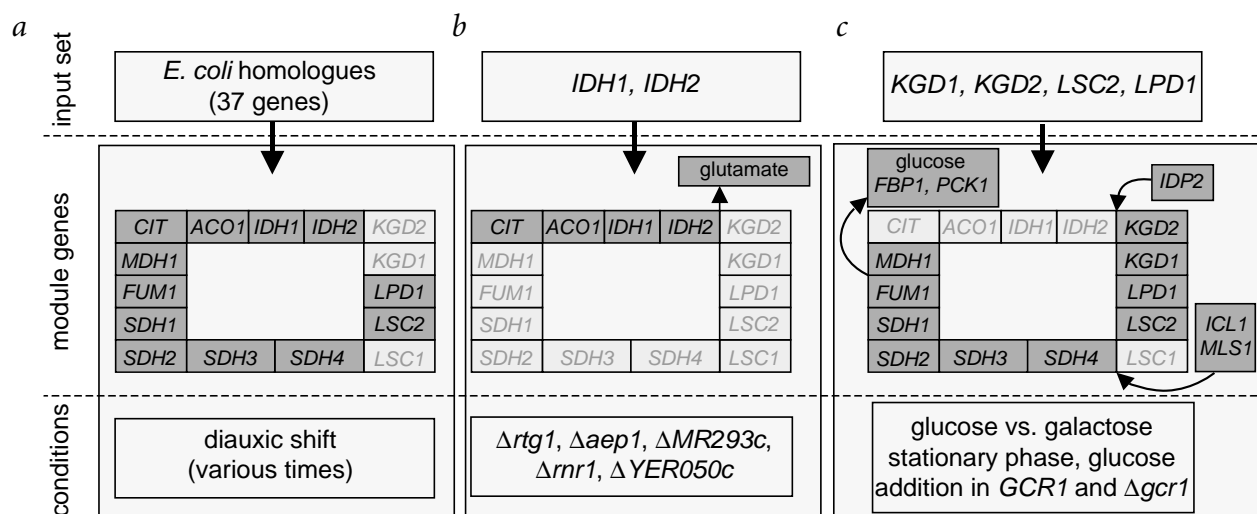 a
b
c
input set
E. coli homologues
(37 genes)
IDH1, IDH2
KGD1, KGD2, LSC2, LPD1
module genes
CIT ACO1 IDH1 IDH2 KGD2
MDH1 KGD1
FUM1 LPD1
SDH1 LSC2
SDH2 SDH3 SDH4 LSC1
glutamate
CIT ACO1 IDH1 IDH2 KGD2
MDH1 KGD1
FUM1 LPD1
SDH1 LSC2
SDH2 SDH3 SDH4 LSC1
glucose
FBP1, PCK1
IDP2
CIT ACO1 IDH1 IDH2 KGD2
MDH1 KGD1
FUM1 LPD1
SDH1 LSC2
SDH2 SDH3 SDH4 LSC1
ICL1
MLS1
conditions
diauxic shift
(various times)
Δrtg1, Δaep1, ΔMR293c,
Δrnr1, ΔYER050c
glucose vs. galactose
stationary phase, glucose
addition in GCR1 and Δgcr1